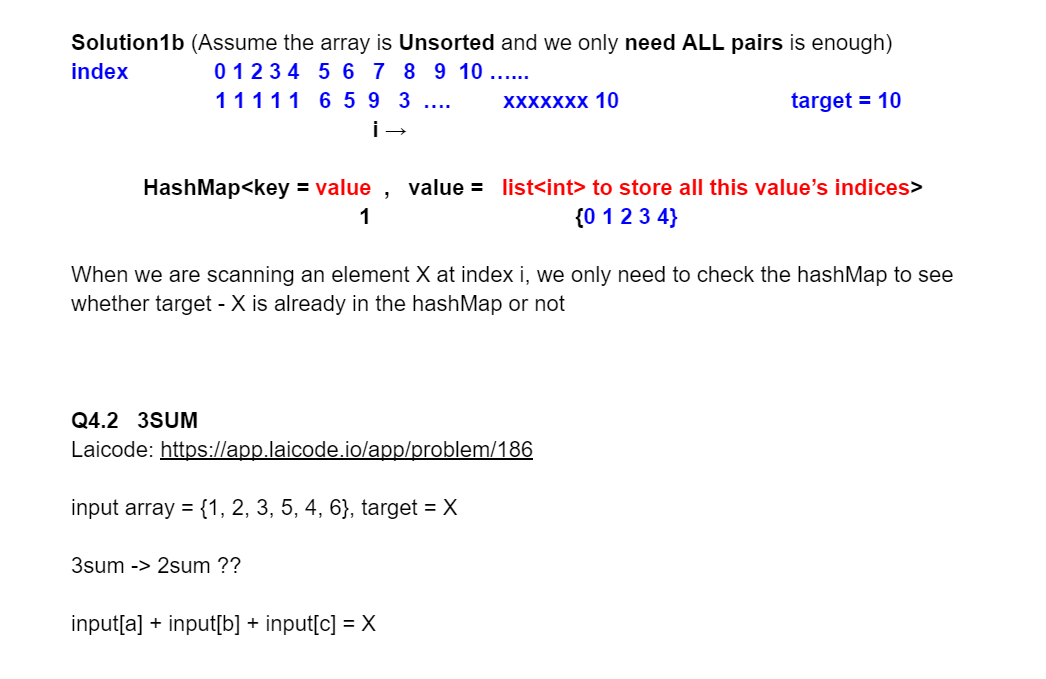 Solution1b (Assume the array is Unsorted and we only need ALL pairs is enough)
index 0 1 2 3 4 5 6 7 8 9 10 ......
1 1 1 1 1 6 5 9 3 .... xxxxxxx 10 target = 10
i →
HashMap<key = value , value = list<int> to store all this value’s indices>
1 {0 1 2 3 4}
When we are scanning an element X at index i, we only need to check the hashMap to see
whether target - X is already in the hashMap or not
Q4.2 3SUM
Laicode: https://app.laicode.io/app/problem/186
input array = {1, 2, 3, 5, 4, 6}, target = X
3sum -> 2sum ??
input[a] + input[b] + input[c] = X